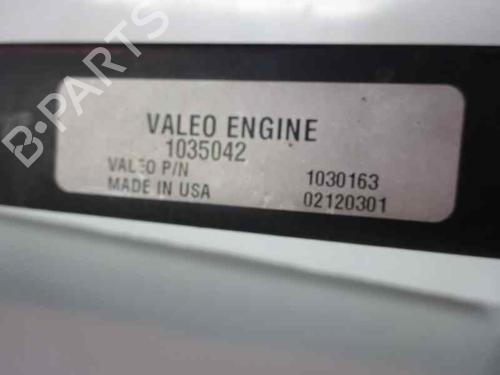 B-PARTS
VALEO ENGINE
1035042
VALEO P/N 1030163
MADE IN USA 02120301